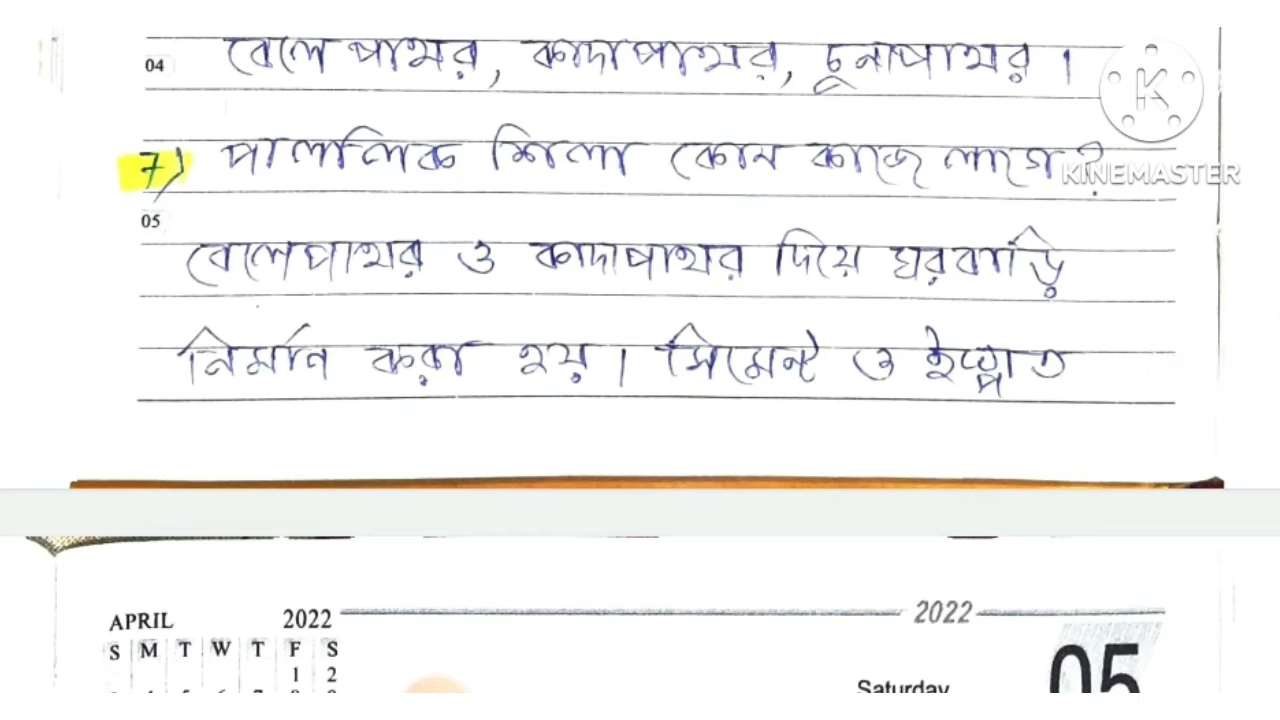 04 বেলে পাথর, কাদাপাথর, চুনাপাথর।
7) পাললিক শিলা কোন কাজে লাগে?
KINEMASTER
05
বেলেপাথর ও কাদাপাথর দিয়ে ঘরবাড়ি
নির্মান করা হয়। সিমেন্ট ও ইস্পাত
APRIL 2022
2022
S M T W T F S
05
1 2
Saturday